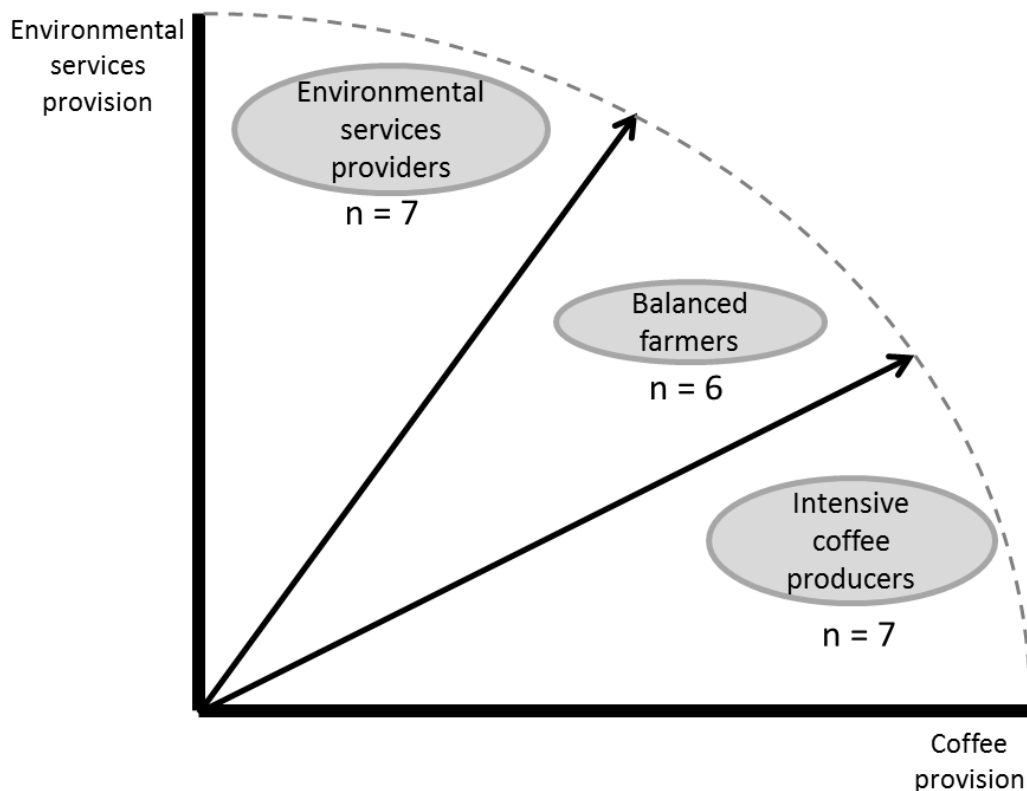 Environmental
services
provision
Environmental
services
providers
n = 7
Balanced
farmers
n = 6
Intensive
coffee
producers
n = 7
Coffee
provision